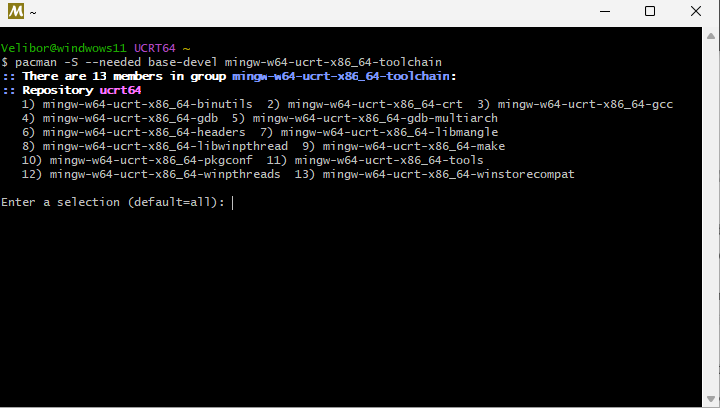 ~
Velibor@windwows11 UCRT64 ~
$ pacman -S --needed base-devel mingw-w64-ucrt-x86_64-toolchain
:: There are 13 members in group mingw-w64-ucrt-x86_64-toolchain:
:: Repository ucrt64
1) mingw-w64-ucrt-x86_64-binutils 2) mingw-w64-ucrt-x86_64-crt 3) mingw-w64-ucrt-x86_64-gcc
4) mingw-w64-ucrt-x86_64-gdb 5) mingw-w64-ucrt-x86_64-gdb-multiarch
6) mingw-w64-ucrt-x86_64-headers 7) mingw-w64-ucrt-x86_64-libmangle
8) mingw-w64-ucrt-x86_64-libwinpthread 9) mingw-w64-ucrt-x86_64-make
10) mingw-w64-ucrt-x86_64-pkgconf 11) mingw-w64-ucrt-x86_64-tools
12) mingw-w64-ucrt-x86_64-winpthreads 13) mingw-w64-ucrt-x86_64-winstorecompat
Enter a selection (default=all):